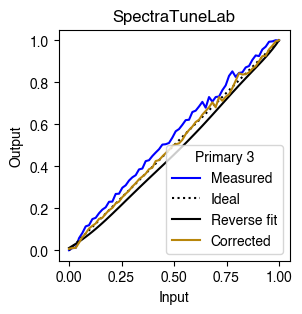 SpectraTuneLab
1.0
0.8
0.6
0.4
0.2
0.0
Output
Primary 3
Measured
Ideal
Reverse fit
Corrected
0.00
0.25
0.50
0.75
1.00
Input